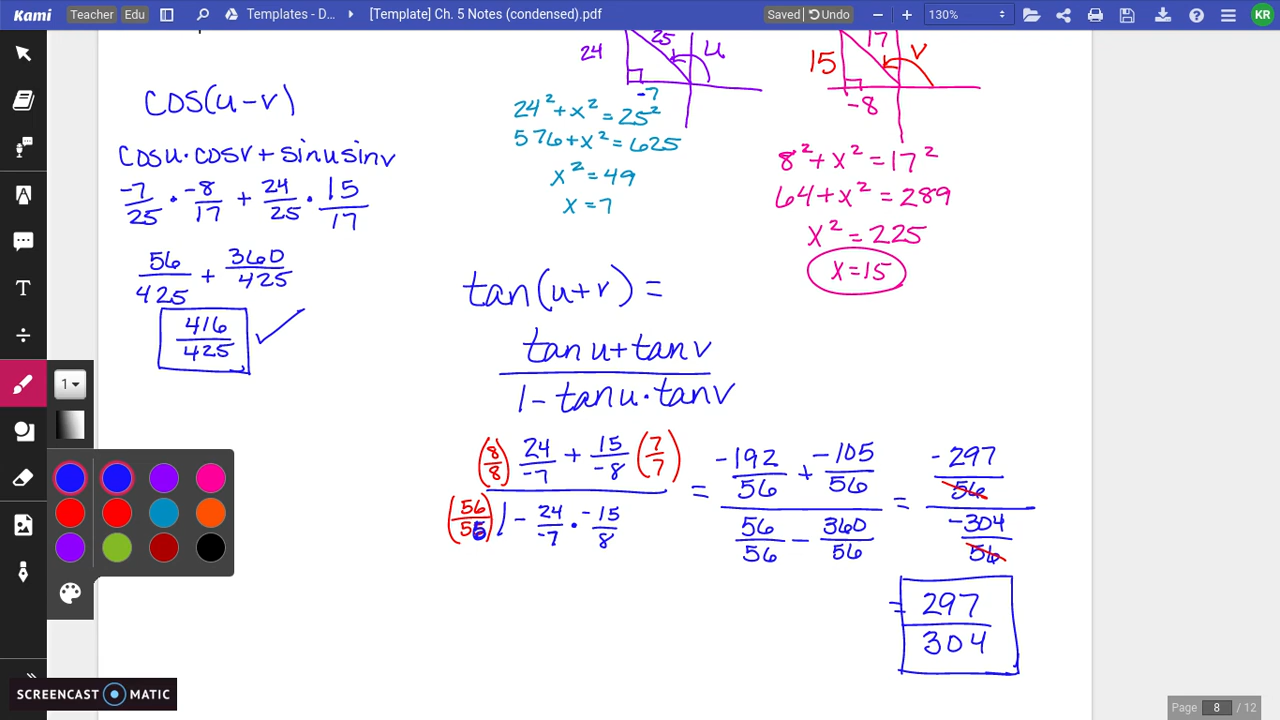 Kami
Teacher
Edu
Templates - D...
[Template] Ch. 5 Notes (condensed).pdf
Saved
Undo
130%
KR
24
25
u
-7
15
17
v
-8
cos(u-v)
cosu·cosv+sinusinv
-7/25 · -8/17 + 24/25 · 15/17
56/425 + 360/425
416/425
24²+x²=25²
576+x²=625
x²=49
x=7
8²+x²=17²
64+x²=289
x²=225
x=15
tan(u+v)=
tanu+tanv
1-tanu·tanv
(8/8) 24/-7 + 15/-8 (7/7)
(56/56) 1 - 24/-7 · -15/8
= -192/56 + -105/56
56/56 - 360/56
= -297/56
-304/56
= 297/304
1
T
SCREENCAST MATIC
Page 8 / 12